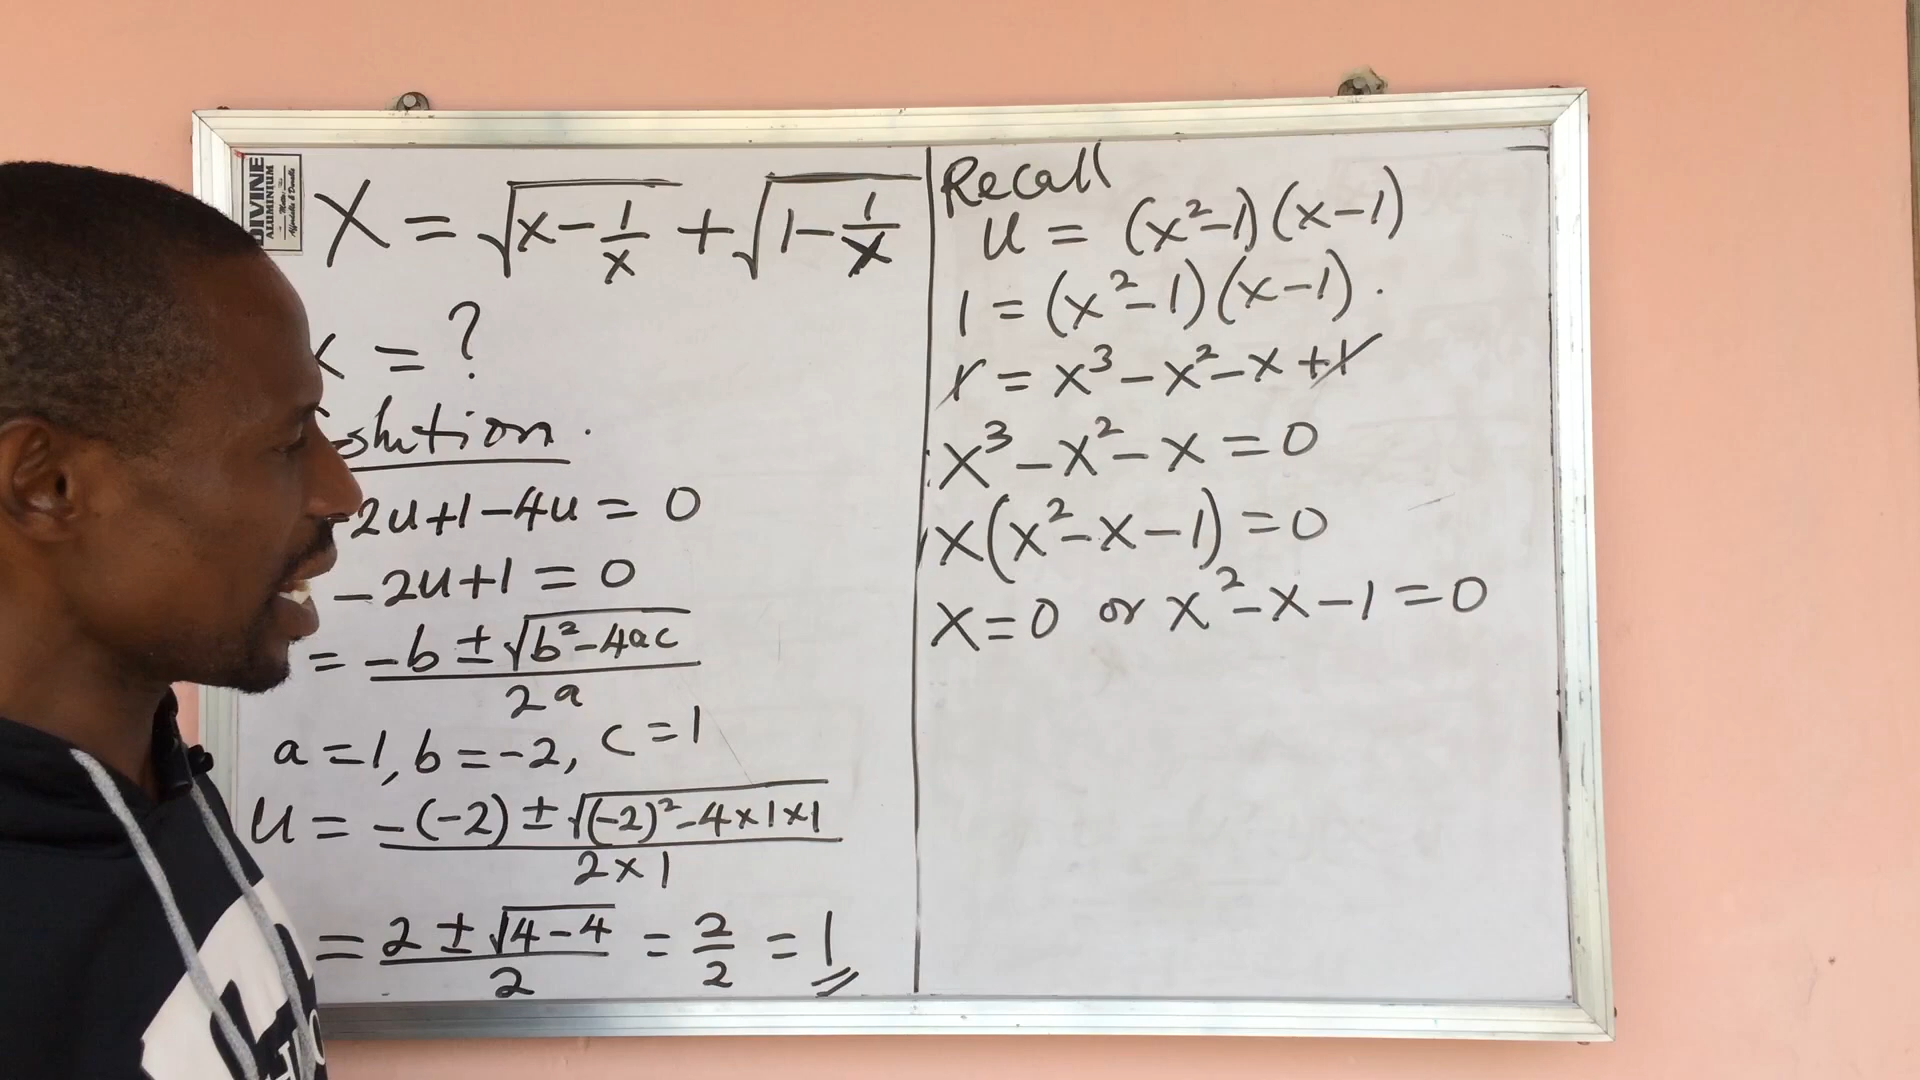 DIVINE
ALUMINIUM
x = √(x - 1/x) + √(1 - 1/x)
x = ?
Solution.
-2u+1-4u = 0
-2u+1 = 0
= (-b ± √(b²-4ac))/2a
a = 1, b = -2, c = 1
u = (-(-2) ± √((-2)²-4×1×1))/(2×1)
= (2 ± √(4-4))/2 = 2/2 = 1
Recall
u = (x²-1)(x-1)
1 = (x²-1)(x-1).
1 = x³-x²-x+1
x³-x²-x = 0
x(x²-x-1) = 0
x = 0 or x²-x-1 = 0